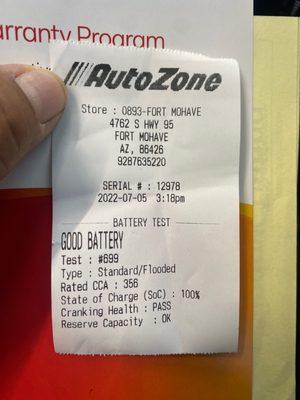 arranty Program
AutoZone
Store : 0893-FORT MOHAVE
4762 S HWY 95
FORT MOHAVE
AZ, 86426
9287635220
SERIAL # : 12978
2022-07-05 3:18pm
BATTERY TEST
GOOD BATTERY
Test : #699
Type : Standard/Flooded
Rated CCA : 356
State of Charge (SoC) : 100%
Cranking Health : PASS
Reserve Capacity : OK